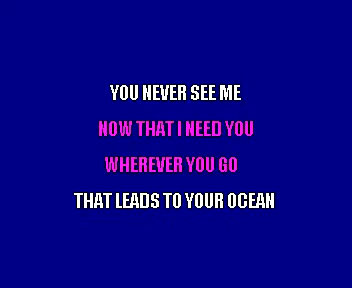 YOU NEVER SEE ME
NOW THAT I NEED YOU
WHEREVER YOU GO
THAT LEADS TO YOUR OCEAN